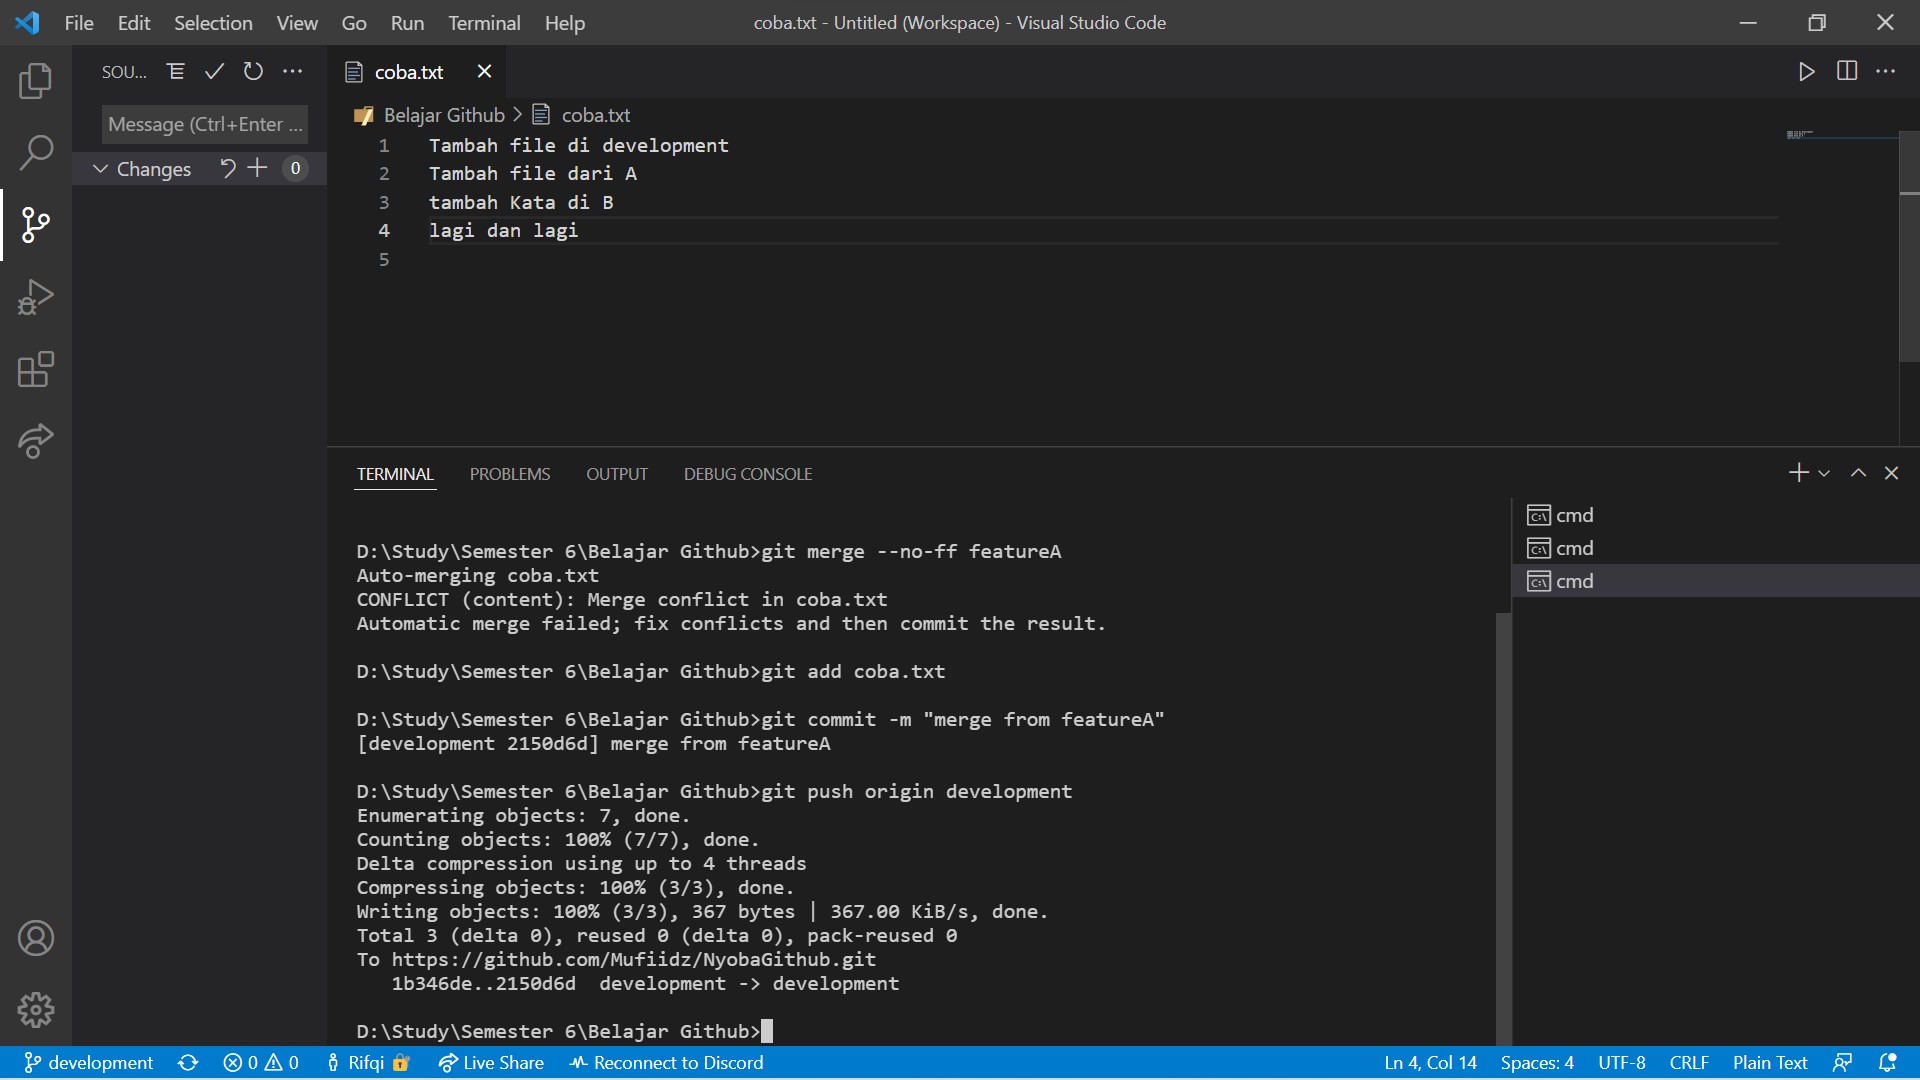 File Edit Selection View Go Run Terminal Help
coba.txt - Untitled (Workspace) - Visual Studio Code
SOU...
coba.txt
Message (Ctrl+Enter ...
Changes 0
Belajar Github > coba.txt
1 Tambah file di development
2 Tambah file dari A
3 tambah Kata di B
4 lagi dan lagi
5
TERMINAL PROBLEMS OUTPUT DEBUG CONSOLE
cmd
cmd
cmd
D:\Study\Semester 6\Belajar Github>git merge --no-ff featureA
Auto-merging coba.txt
CONFLICT (content): Merge conflict in coba.txt
Automatic merge failed; fix conflicts and then commit the result.
D:\Study\Semester 6\Belajar Github>git add coba.txt
D:\Study\Semester 6\Belajar Github>git commit -m "merge from featureA"
[development 2150d6d] merge from featureA
D:\Study\Semester 6\Belajar Github>git push origin development
Enumerating objects: 7, done.
Counting objects: 100% (7/7), done.
Delta compression using up to 4 threads
Compressing objects: 100% (3/3), done.
Writing objects: 100% (3/3), 367 bytes | 367.00 KiB/s, done.
Total 3 (delta 0), reused 0 (delta 0), pack-reused 0
To https://github.com/Mufiidz/NyobaGithub.git
1b346de..2150d6d  development -> development
D:\Study\Semester 6\Belajar Github>
development 0 0 Rifqi Live Share Reconnect to Discord Ln 4, Col 14 Spaces: 4 UTF-8 CRLF Plain Text